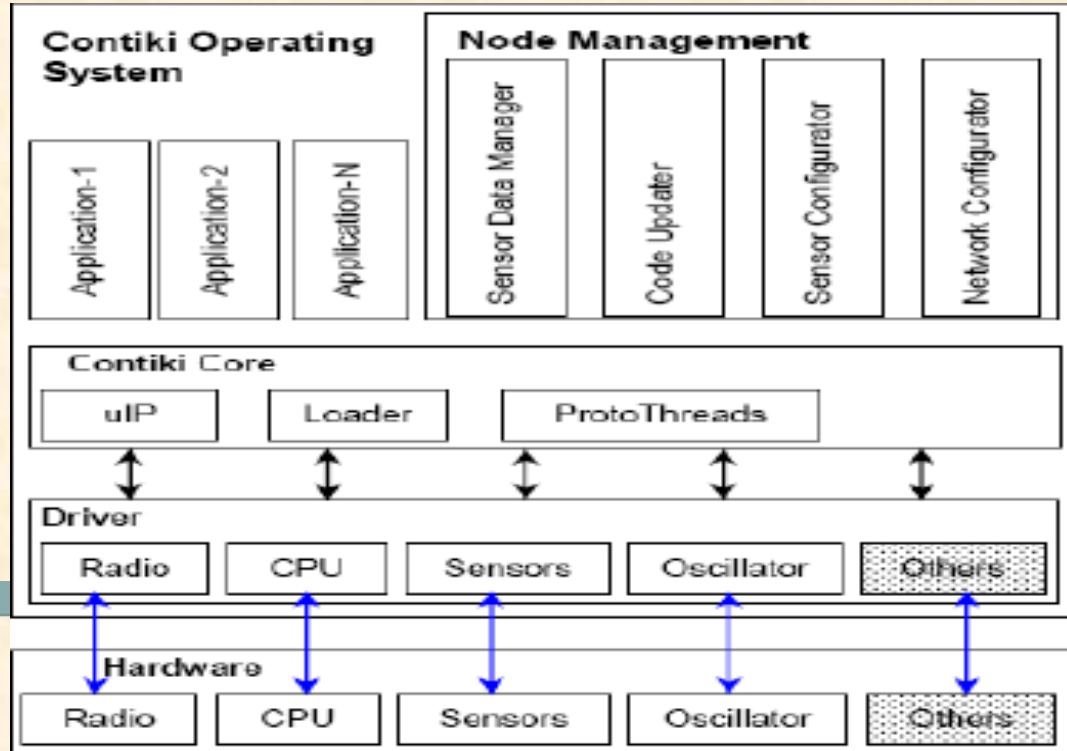 Contiki Operating
System
Node Management
Application-1
Application-2
Application-N
Sensor Data Manager
Code Updater
Sensor Configurator
Network Configurator
Contiki Core
uIP
Loader
ProtoThreads
Driver
Radio
CPU
Sensors
Oscillator
Others
Hardware
Radio
CPU
Sensors
Oscillator
Others